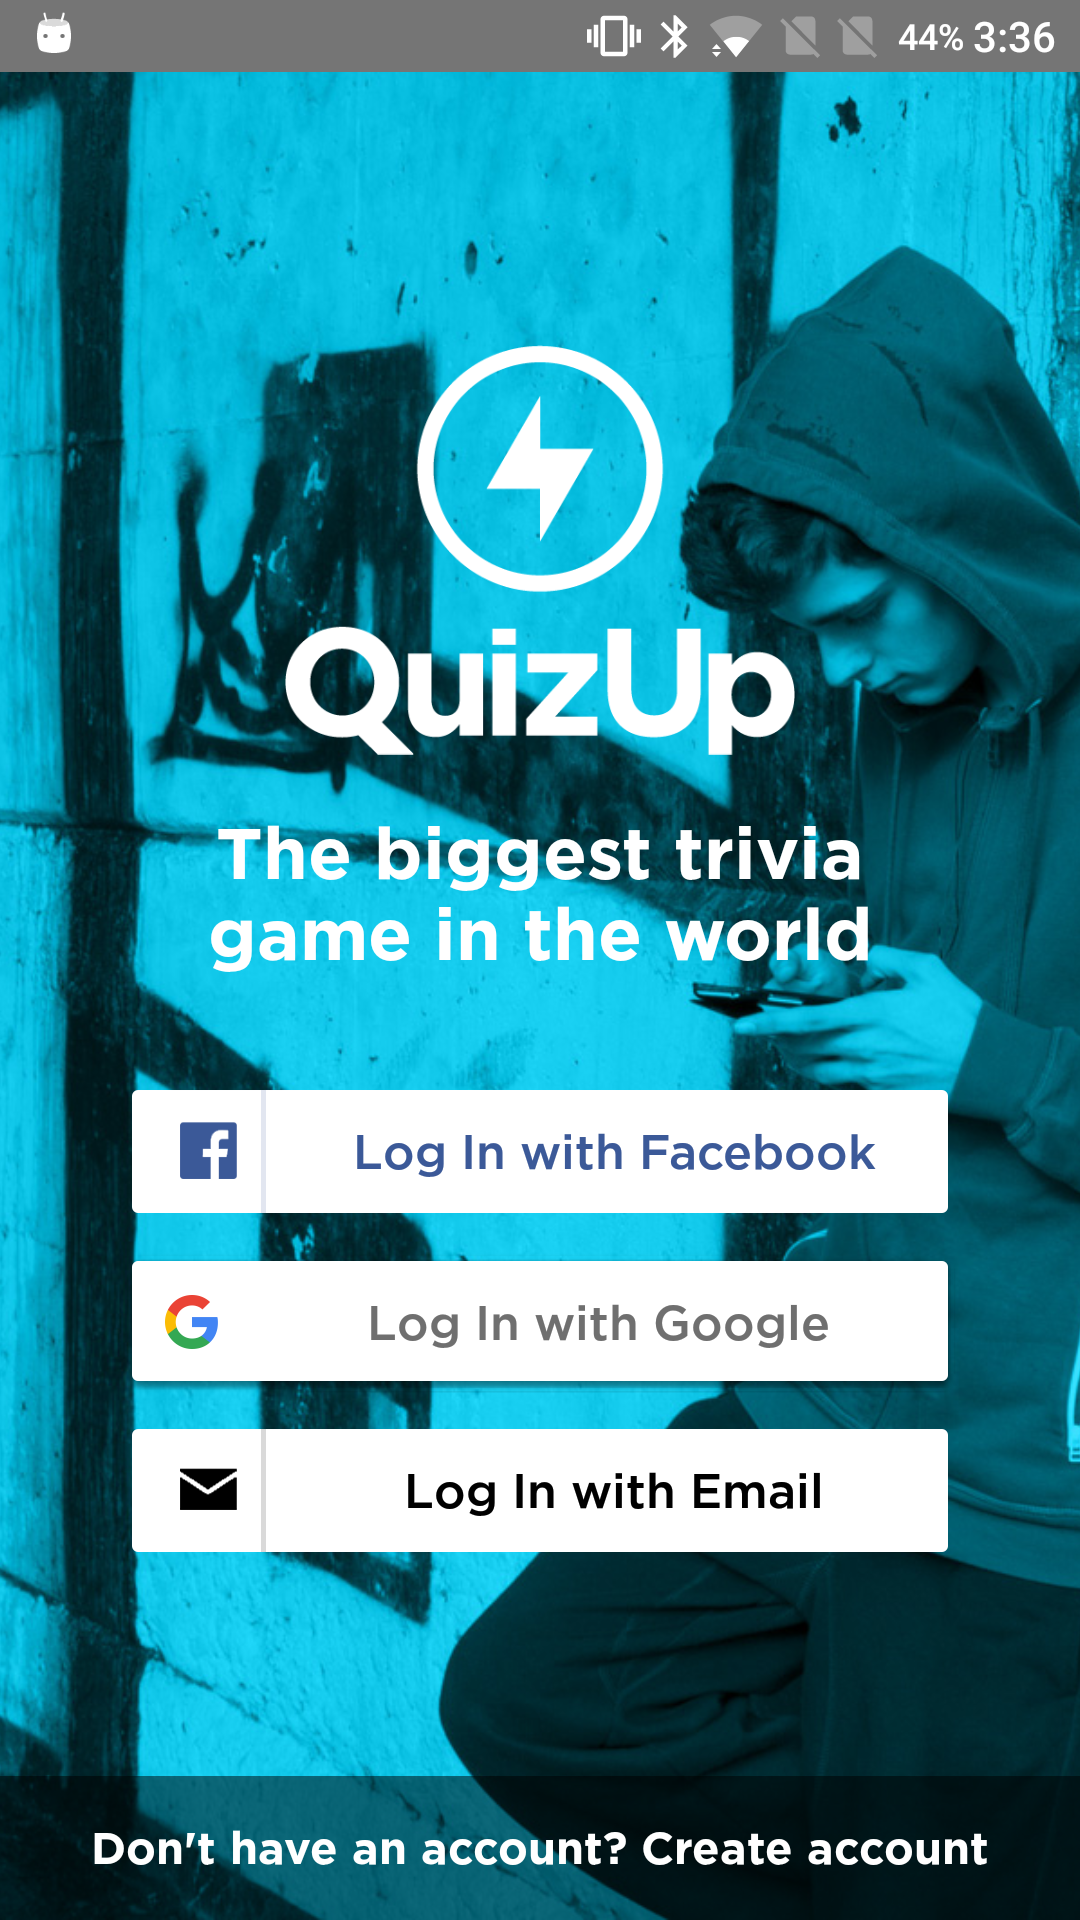 44% 3:36
QuizUp
The biggest trivia
game in the world
Log In with Facebook
Log In with Google
Log In with Email
Don't have an account? Create account